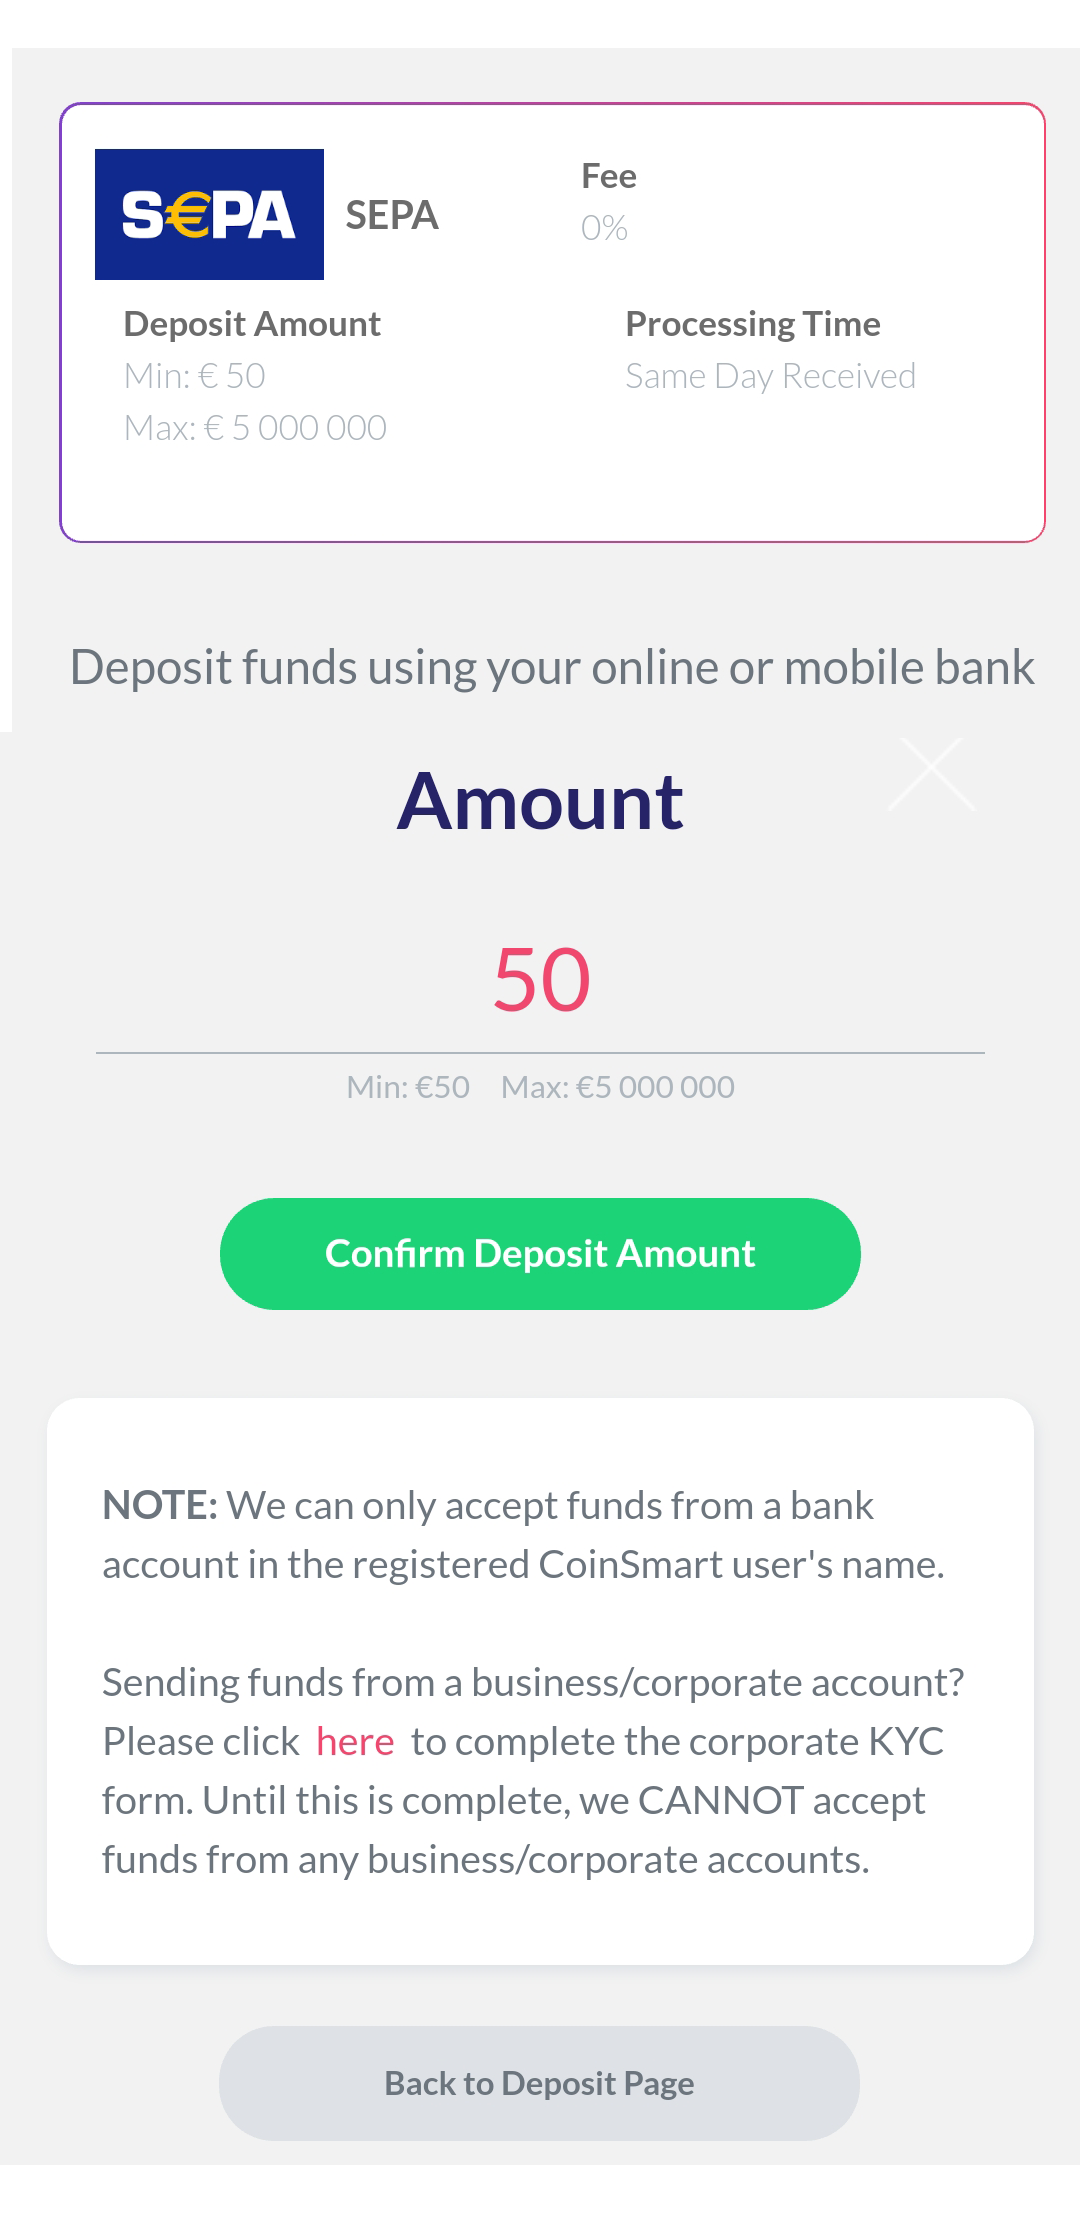 S€PA
SEPA
Fee
0%
Deposit Amount
Min: € 50
Max: € 5 000 000
Processing Time
Same Day Received
Deposit funds using your online or mobile bank
Amount
50
Min: €50 Max: €5 000 000
Confirm Deposit Amount
NOTE: We can only accept funds from a bank
account in the registered CoinSmart user's name.
Sending funds from a business/corporate account?
Please click here to complete the corporate KYC
form. Until this is complete, we CANNOT accept
funds from any business/corporate accounts.
Back to Deposit Page